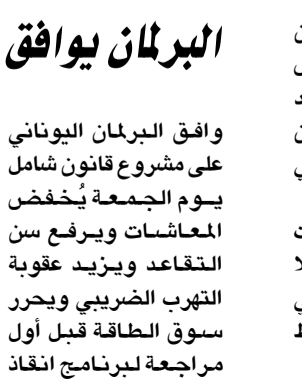 البرلمان يوافق
وافق البرلمان اليوناني
على مشروع قانون شامل
يوم الجمعة يُخفض
المعاشات ويرفع سن
التقاعد ويزيد عقوبة
التهرب الضريبي ويحرر
سوق الطاقة قبل أول
مراجعة لبرنامج انقاذ